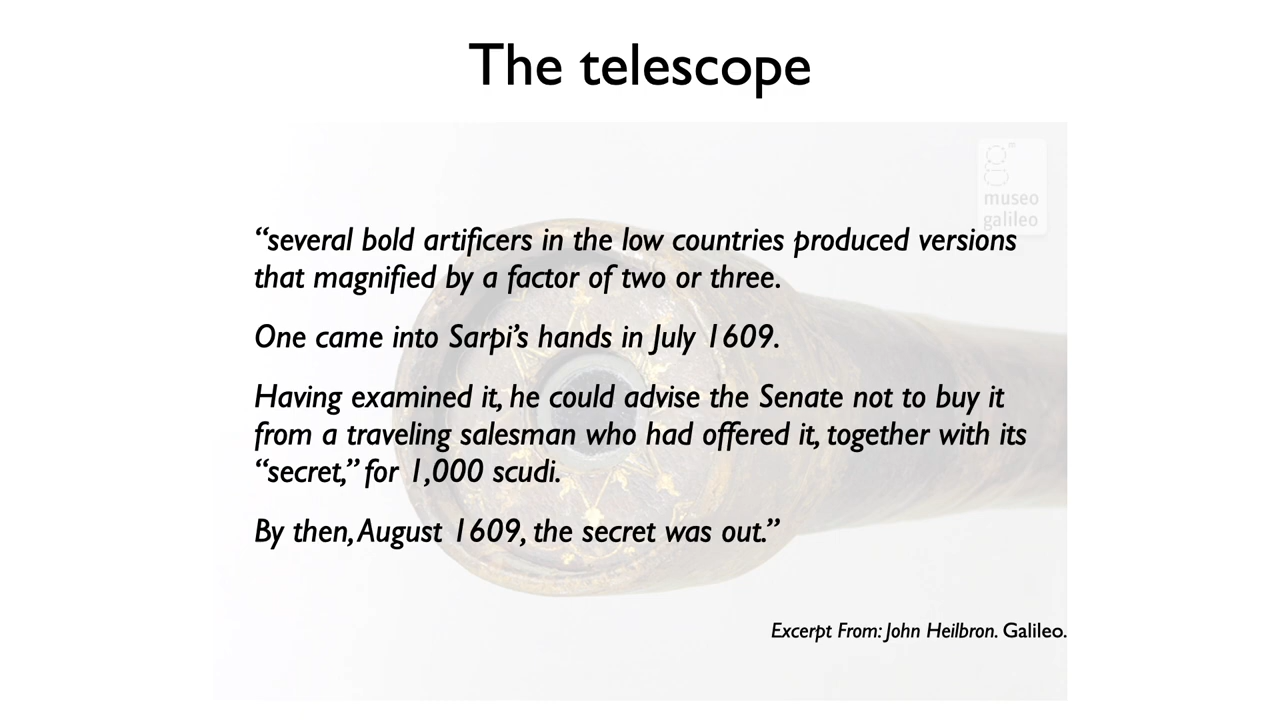 The telescope
museo
galileo
“several bold artificers in the low countries produced versions
that magnified by a factor of two or three.
One came into Sarpi’s hands in July 1609.
Having examined it, he could advise the Senate not to buy it
from a traveling salesman who had offered it, together with its
“secret,” for 1,000 scudi.
By then, August 1609, the secret was out.”
Excerpt From: John Heilbron. Galileo.